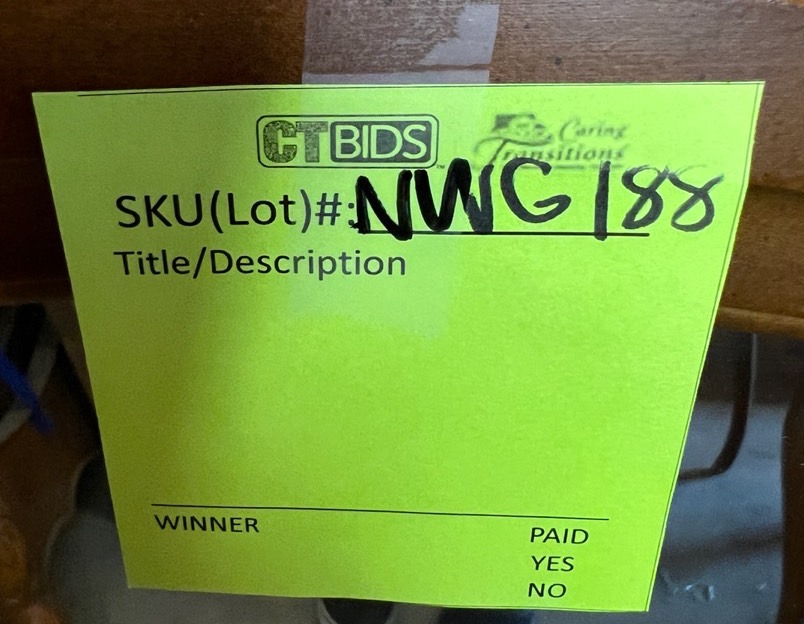 CTBIDS Caring Transitions
SKU(Lot)#: NWG188
Title/Description
WINNER PAID
YES
NO